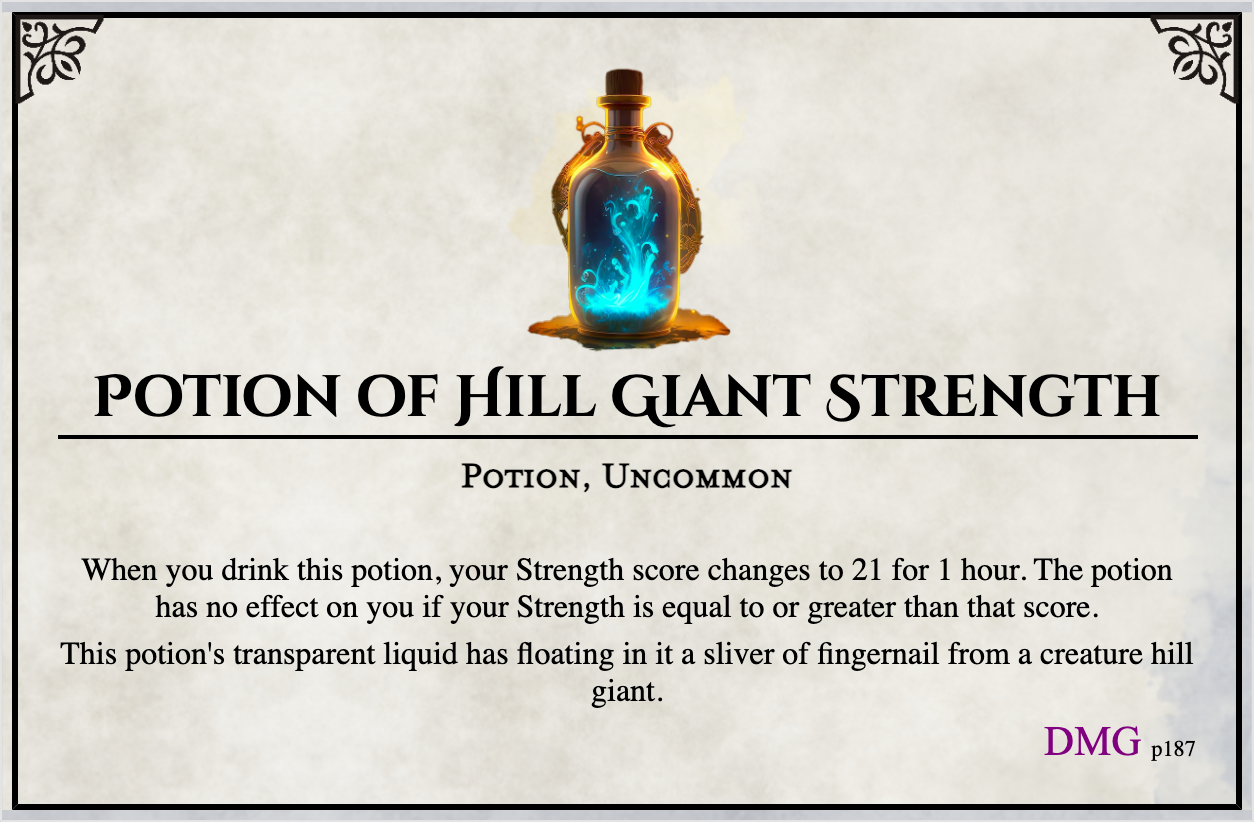 Potion of Hill Giant Strength
Potion, Uncommon
When you drink this potion, your Strength score changes to 21 for 1 hour. The potion
has no effect on you if your Strength is equal to or greater than that score.
This potion's transparent liquid has floating in it a sliver of fingernail from a creature hill
giant.
DMG p187